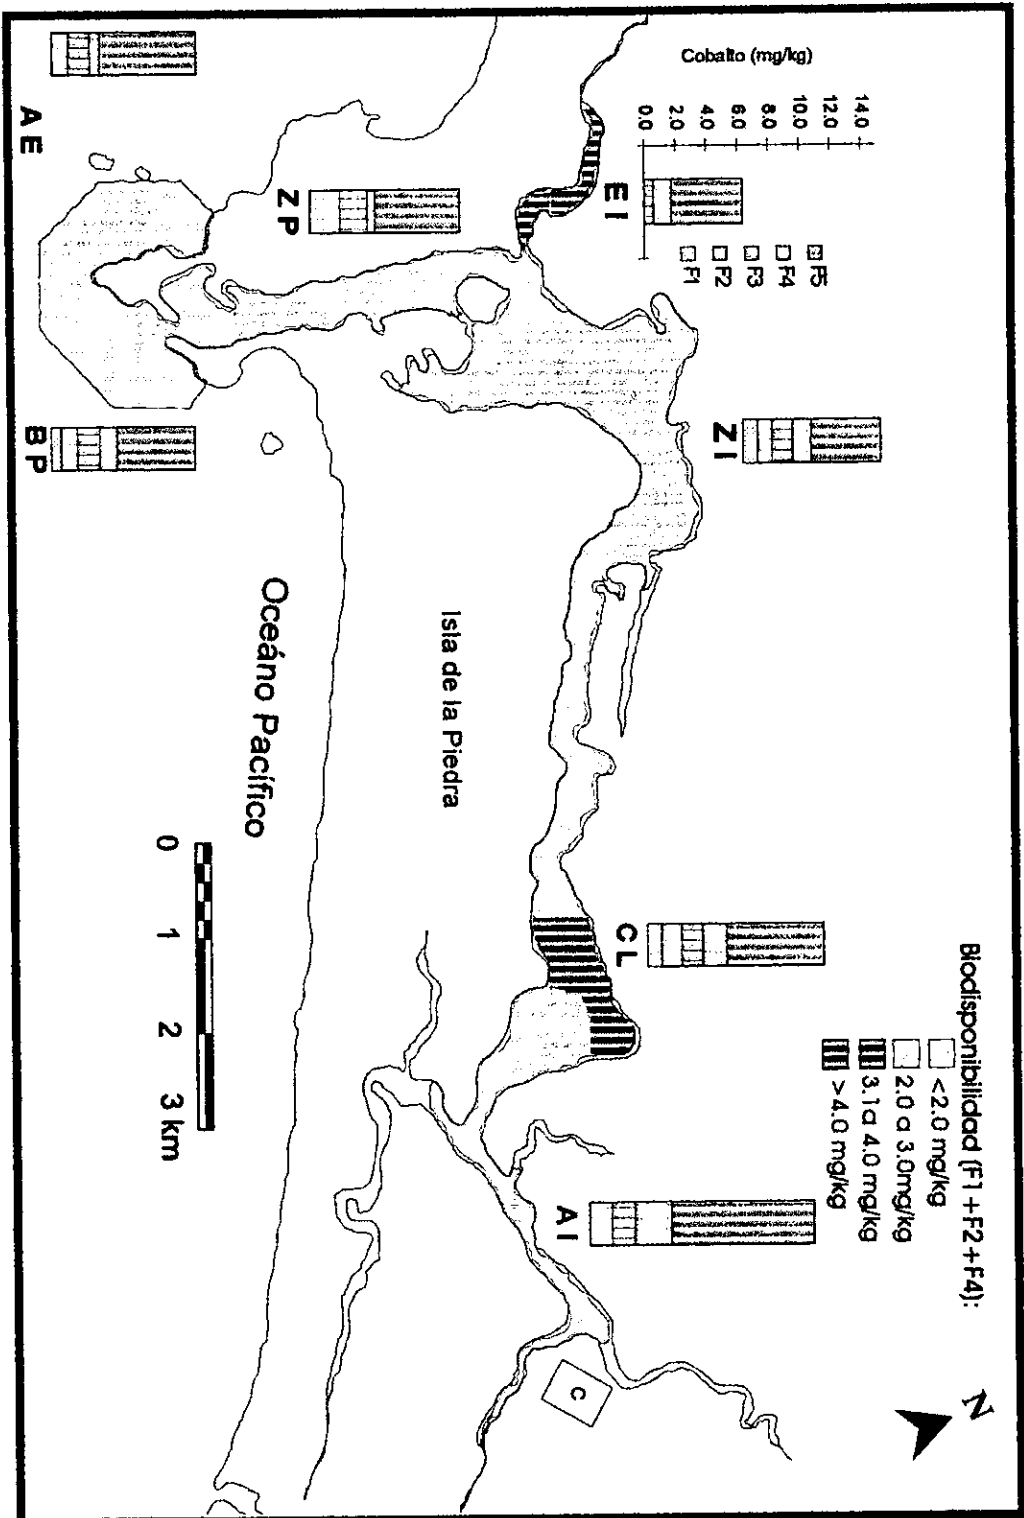 Cobalto (mg/kg)
14.0
12.0
10.0
8.0
6.0
4.0
2.0
0.0
F5
F4
F3
F2
F1
E I
Z I
C L
A I
Z P
A E
B P
Biodisponibilidad (F1+F2+F4):
<2.0 mg/kg
2.0 a 3.0mg/kg
3.1 a 4.0 mg/kg
>4.0 mg/kg
N
C
Isla de la Piedra
Oceáno Pacífico
0 1 2 3 km